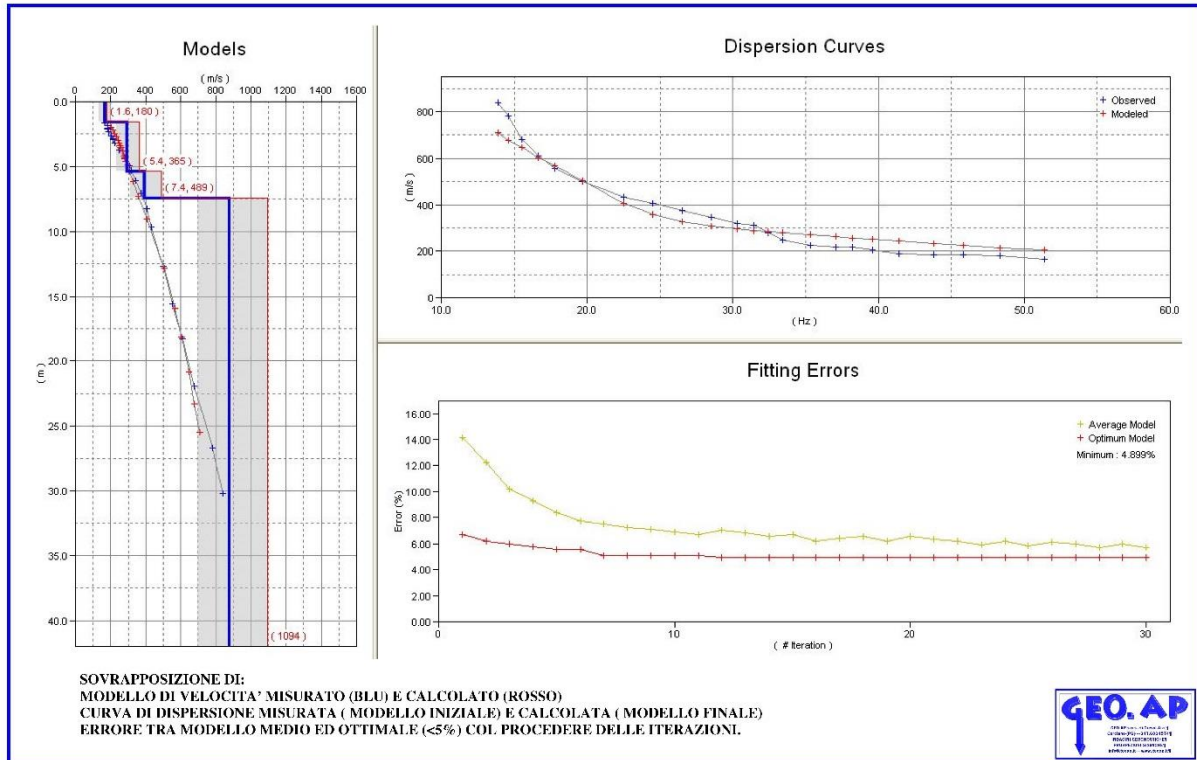 Models
( m/s )
0.0 200 400 600 800 1000 1200 1400 1600
0.0
5.0
10.0
15.0
20.0
25.0
30.0
35.0
40.0
( m )
( 1.6, 180 )
( 5.4, 365 )
( 7.4, 489 )
( 1094 )
Dispersion Curves
Observed
Modeled
800
600
400
200
0
( m/s )
10.0 20.0 30.0 40.0 50.0 60.0
( Hz )
Fitting Errors
Average Model
Optimum Model
Minimum : 4.899%
16.00
14.00
12.00
10.00
8.00
6.00
4.00
2.00
0.00
Error (%)
0 10 20 30
( # Iteration )
SOVRAPPOSIZIONE DI:
MODELLO DI VELOCITA' MISURATO (BLU) E CALCOLATO (ROSSO)
CURVA DI DISPERSIONE MISURATA ( MODELLO INIZIALE) E CALCOLATA ( MODELLO FINALE)
ERRORE TRA MODELLO MEDIO ED OTTIMALE (<5%) COL PROCEDERE DELLE ITERAZIONI.
GEO. AP